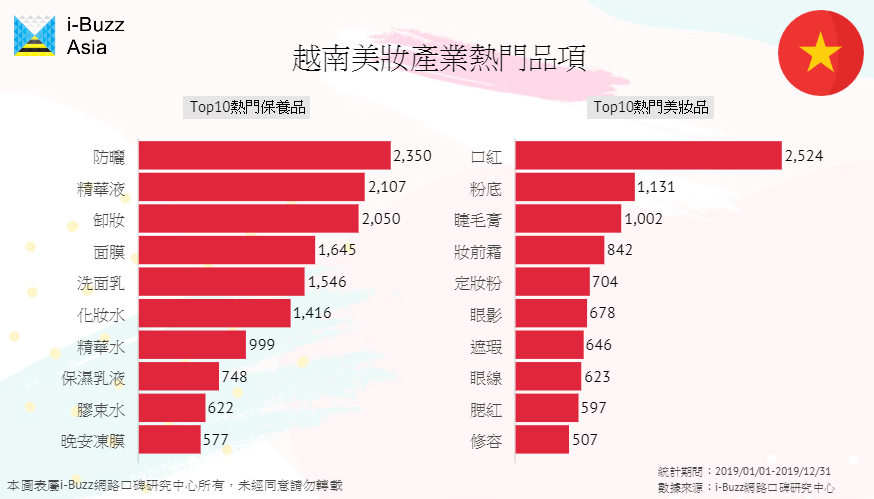 i-Buzz
Asia
越南美妝產業熱門品項
Top10熱門保養品
防曬 2,350
精華液 2,107
卸妝 2,050
面膜 1,645
洗面乳 1,546
化妝水 1,416
精華水 999
保濕乳液 748
膠束水 622
晚安凍膜 577
Top10熱門美妝品
口紅 2,524
粉底 1,131
睫毛膏 1,002
妝前霜 842
定妝粉 704
眼影 678
遮瑕 646
眼線 623
腮紅 597
修容 507
本圖表屬i-Buzz網路口碑研究中心所有，未經同意請勿轉載
統計期間：2019/01/01-2019/12/31
數據來源：i-Buzz網路口碑研究中心